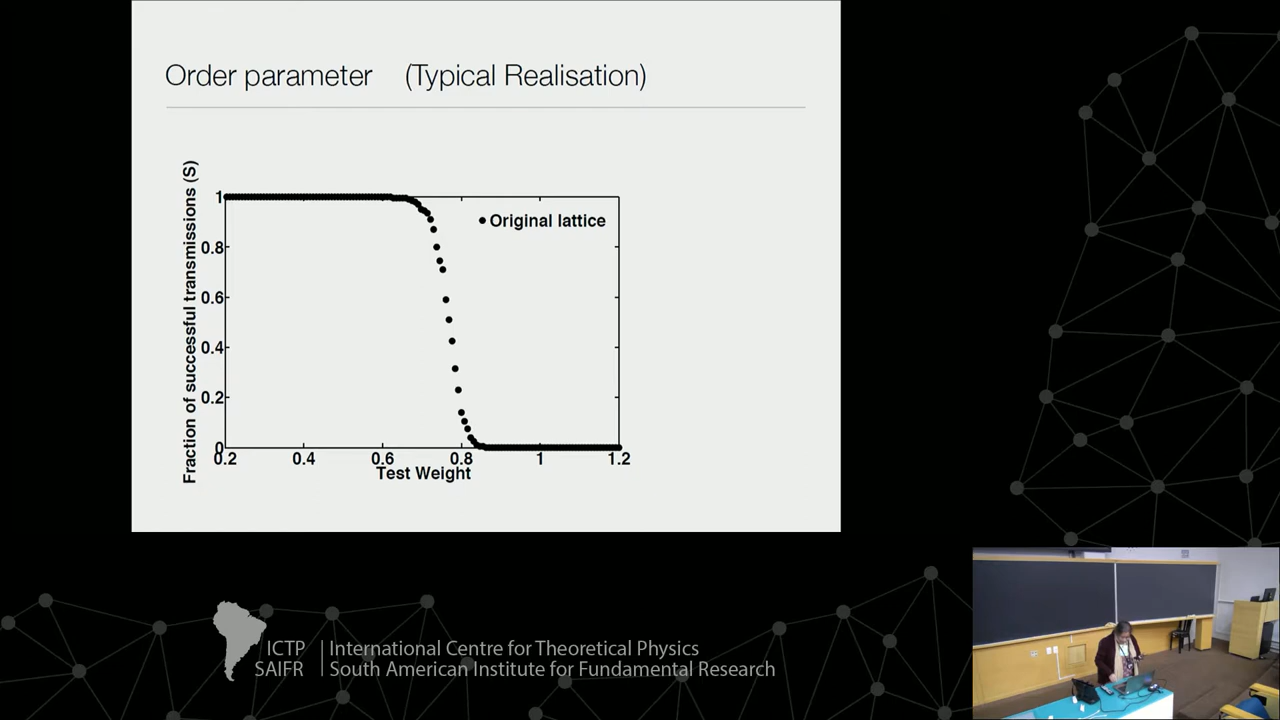 Order parameter (Typical Realisation)
Fraction of successful transmissions (S)
1
0.8
0.6
0.4
0.2
0
Original lattice
0.2 0.4 0.6 0.8 1 1.2
Test Weight
ICTP International Centre for Theoretical Physics
SAIFR South American Institute for Fundamental Research